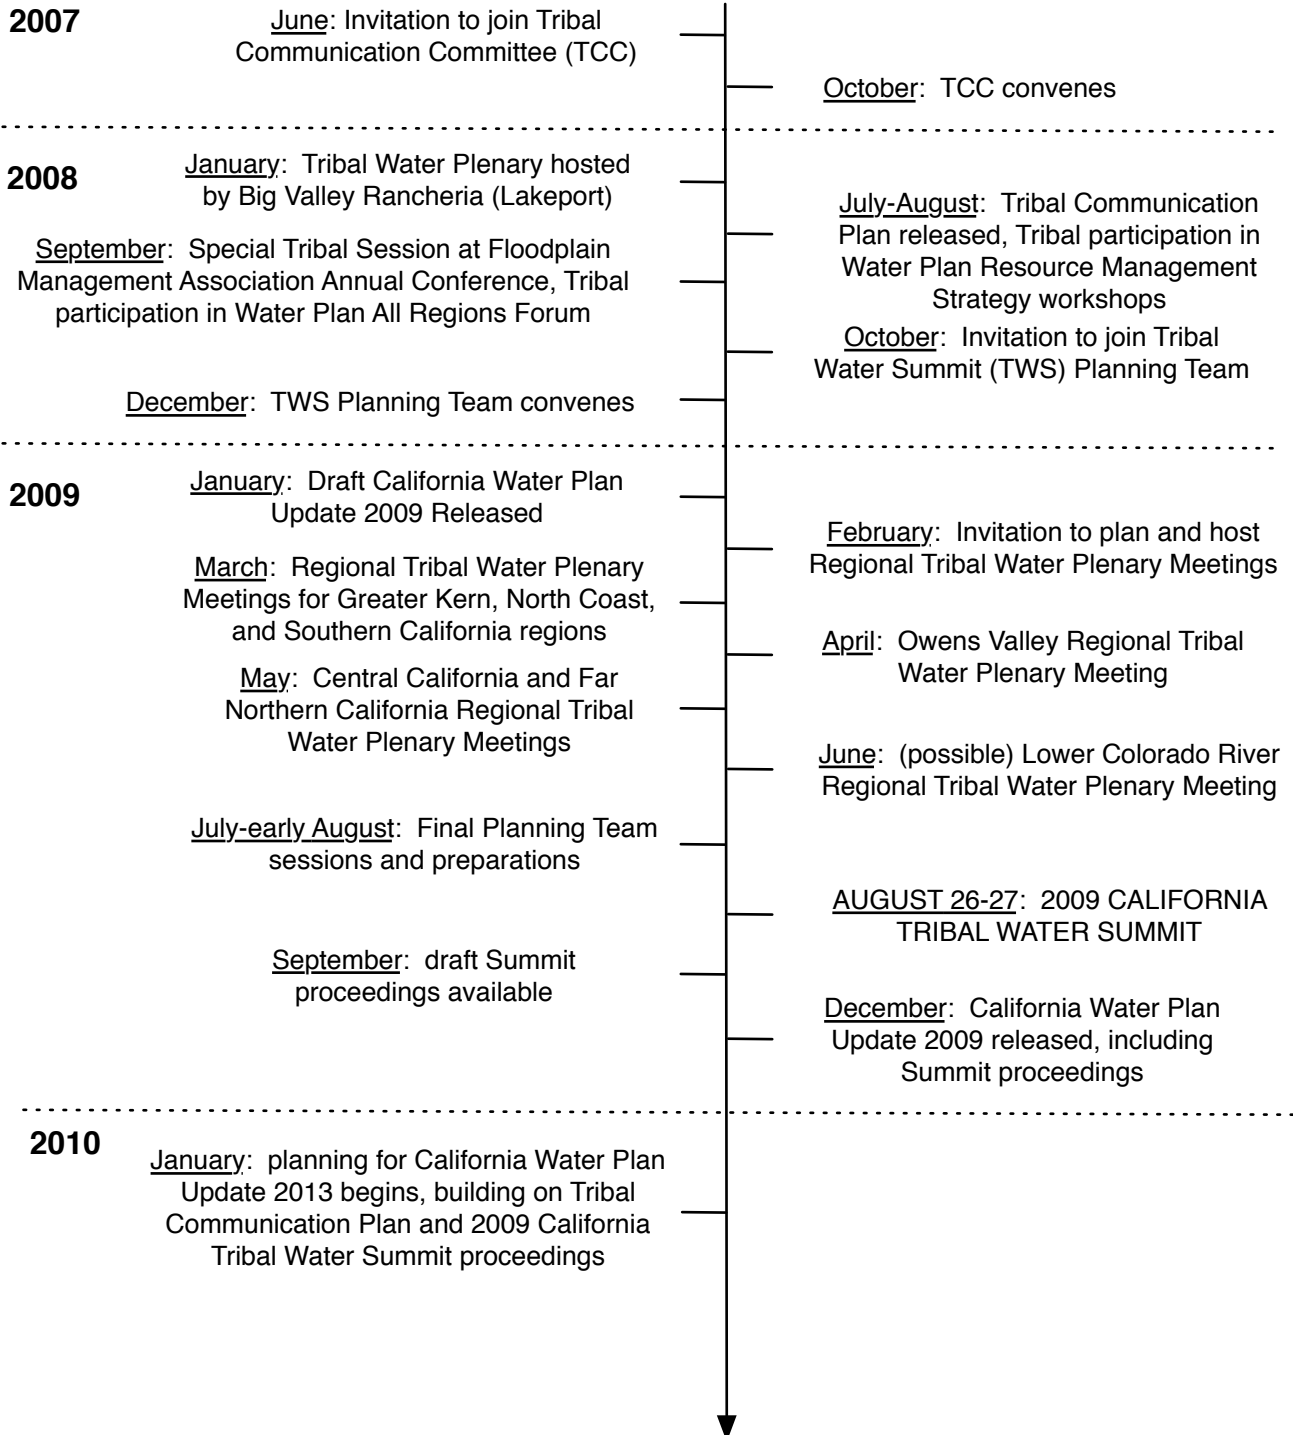 2007
June: Invitation to join Tribal
Communication Committee (TCC)
October: TCC convenes
2008
January: Tribal Water Plenary hosted
by Big Valley Rancheria (Lakeport)
July-August: Tribal Communication
Plan released, Tribal participation in
Water Plan Resource Management
Strategy workshops
September: Special Tribal Session at Floodplain
Management Association Annual Conference, Tribal
participation in Water Plan All Regions Forum
October: Invitation to join Tribal
Water Summit (TWS) Planning Team
December: TWS Planning Team convenes
2009
January: Draft California Water Plan
Update 2009 Released
February: Invitation to plan and host
Regional Tribal Water Plenary Meetings
March: Regional Tribal Water Plenary
Meetings for Greater Kern, North Coast,
and Southern California regions
April: Owens Valley Regional Tribal
Water Plenary Meeting
May: Central California and Far
Northern California Regional Tribal
Water Plenary Meetings
June: (possible) Lower Colorado River
Regional Tribal Water Plenary Meeting
July-early August: Final Planning Team
sessions and preparations
AUGUST 26-27: 2009 CALIFORNIA
TRIBAL WATER SUMMIT
September: draft Summit
proceedings available
December: California Water Plan
Update 2009 released, including
Summit proceedings
2010
January: planning for California Water Plan
Update 2013 begins, building on Tribal
Communication Plan and 2009 California
Tribal Water Summit proceedings